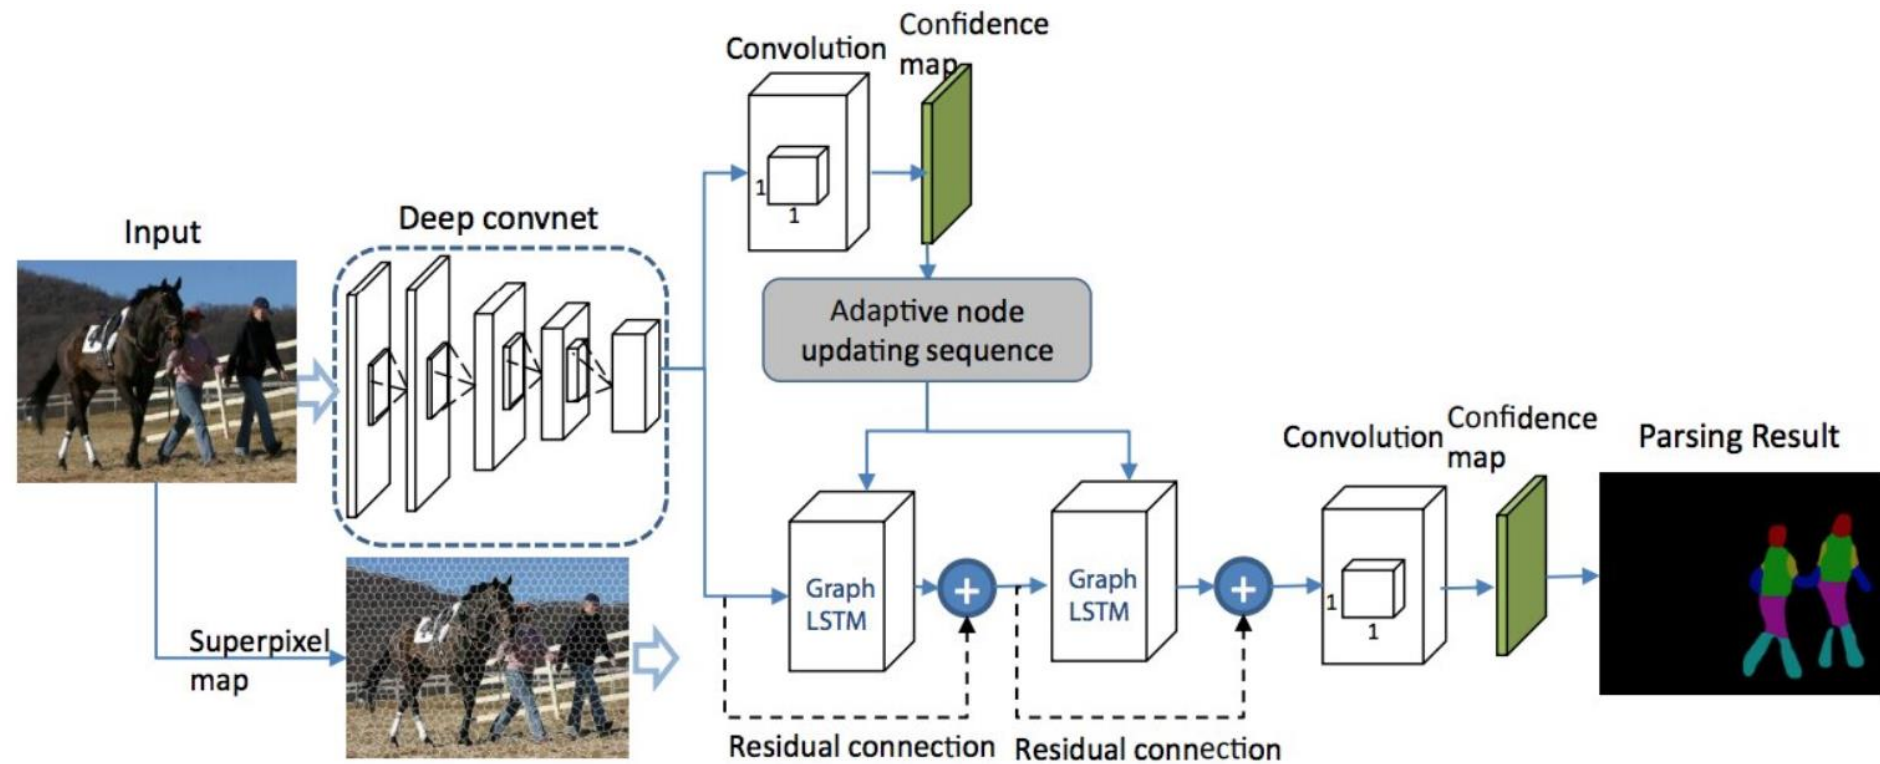 Input
Deep convnet
Superpixel
map
Convolution
1
1
Confidence
map
Adaptive node
updating sequence
Graph
LSTM
+
Residual connection
Graph
LSTM
+
Residual connection
Convolution
1
1
Confidence
map
Parsing Result